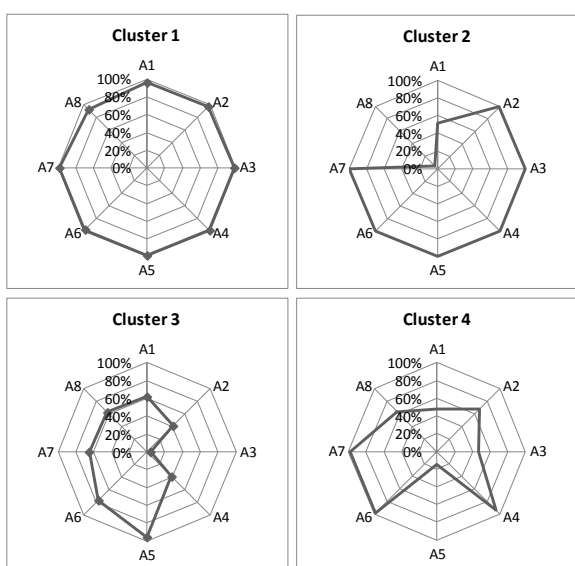 Cluster 1
A1
100%
A8
80%
A2
60%
40%
20%
A7
0%
A3
A6
A4
A5
Cluster 2
A1
100%
A8
80%
A2
60%
40%
20%
A7
0%
A3
A6
A4
A5
Cluster 3
A1
100%
A8
80%
A2
60%
40%
20%
A7
0%
A3
A6
A4
A5
Cluster 4
A1
100%
A8
80%
A2
60%
40%
20%
A7
0%
A3
A6
A4
A5